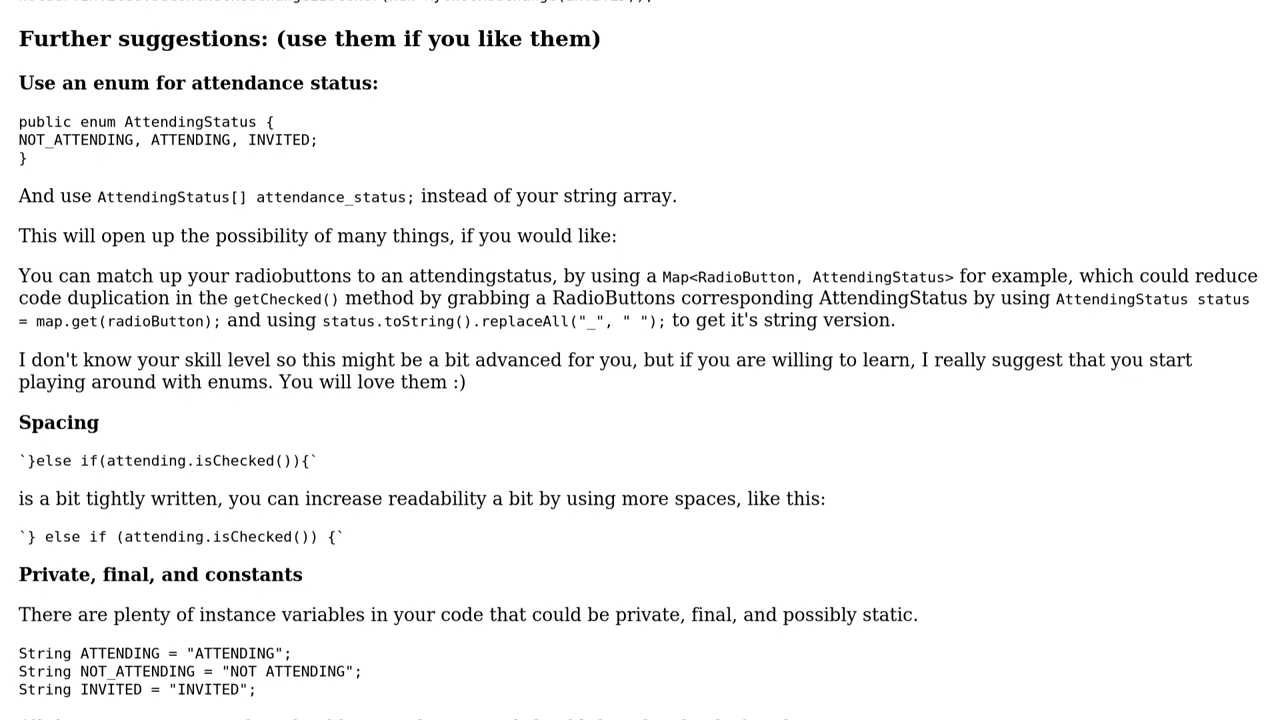 Further suggestions: (use them if you like them)
Use an enum for attendance status:
public enum AttendingStatus {
NOT_ATTENDING, ATTENDING, INVITED;
}
And use AttendingStatus[] attendance_status; instead of your string array.
This will open up the possibility of many things, if you would like:
You can match up your radiobuttons to an attendingstatus, by using a Map<RadioButton, AttendingStatus> for example, which could reduce
code duplication in the getChecked() method by grabbing a RadioButtons corresponding AttendingStatus by using AttendingStatus status
= map.get(radioButton); and using status.toString().replaceAll("_", " "); to get it's string version.
I don't know your skill level so this might be a bit advanced for you, but if you are willing to learn, I really suggest that you start
playing around with enums. You will love them :)
Spacing
`}else if(attending.isChecked()){`
is a bit tightly written, you can increase readability a bit by using more spaces, like this:
`} else if (attending.isChecked()) {`
Private, final, and constants
There are plenty of instance variables in your code that could be private, final, and possibly static.
String ATTENDING = "ATTENDING";
String NOT_ATTENDING = "NOT ATTENDING";
String INVITED = "INVITED";